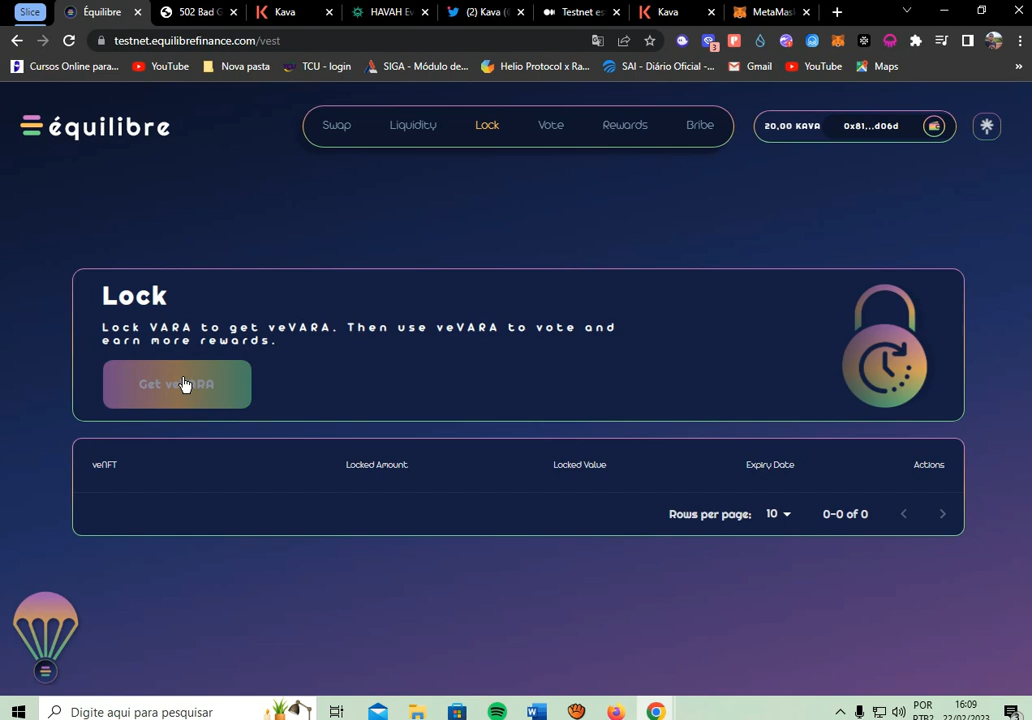 Slice
Équilibre
502 Bad G
Kava
HAVAH Ev
(2) Kava (
Testnet es
Kava
MetaMas
testnet.equilibrefinance.com/vest
3
Cursos Online para...
YouTube
Nova pasta
TCU - login
SIGA - Módulo de...
Helio Protocol x Ra...
SAI - Diário Oficial -...
Gmail
YouTube
Maps
»
équilibre
Swap
Liquidity
Lock
Vote
Rewards
Bribe
20,00 KAVA
0x81...d06d
Lock
Lock VARA to get veVARA. Then use veVARA to vote and
earn more rewards.
Get veVARA
veNFT
Locked Amount
Locked Value
Expiry Date
Actions
Rows per page:
10
0-0 of 0
Digite aqui para pesquisar
POR
PTB2
16:09
22/02/2023